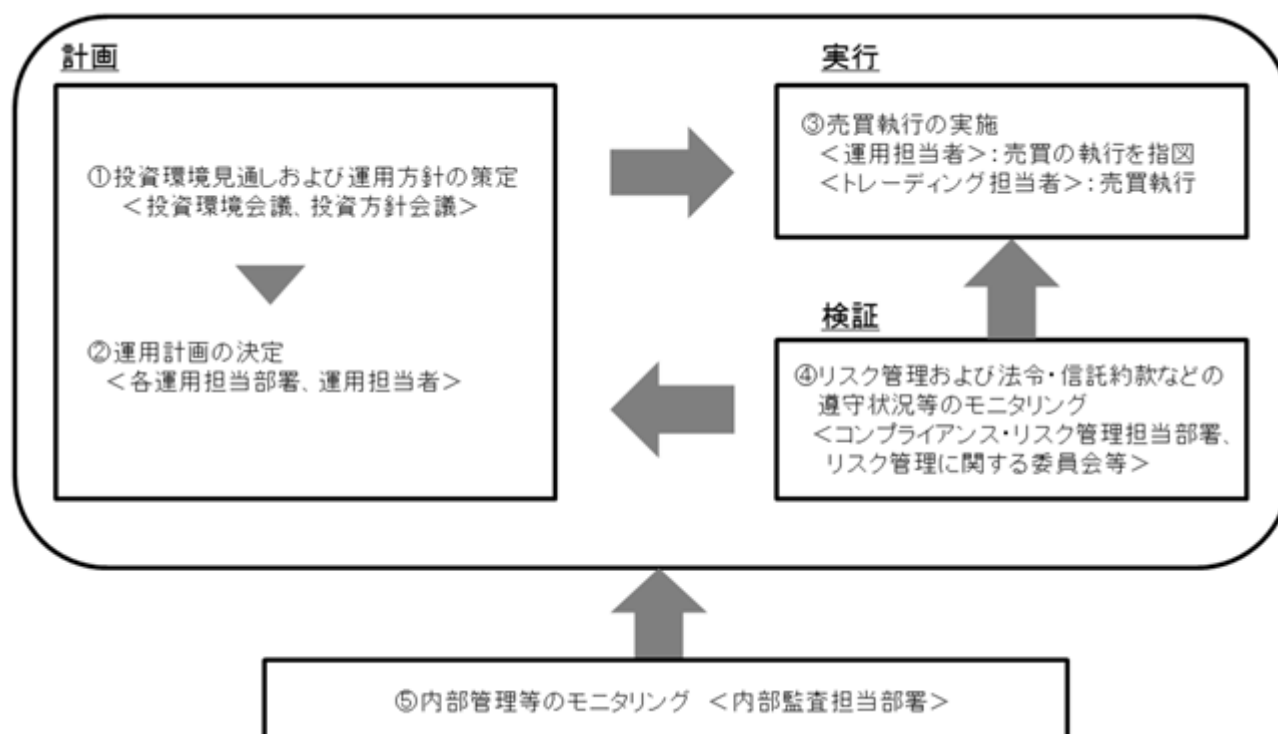 計画
①投資環境見通しおよび運用方針の策定
<投資環境会議、投資方針会議>
②運用計画の決定
<各運用担当部署、運用担当者>
実行
③売買執行の実施
<運用担当者>:売買の執行を指図
<トレーディング担当者>:売買執行
検証
④リスク管理および法令・信託約款などの
遵守状況等のモニタリング
<コンプライアンス・リスク管理担当部署、
リスク管理に関する委員会等>
⑤内部管理等のモニタリング <内部監査担当部署>